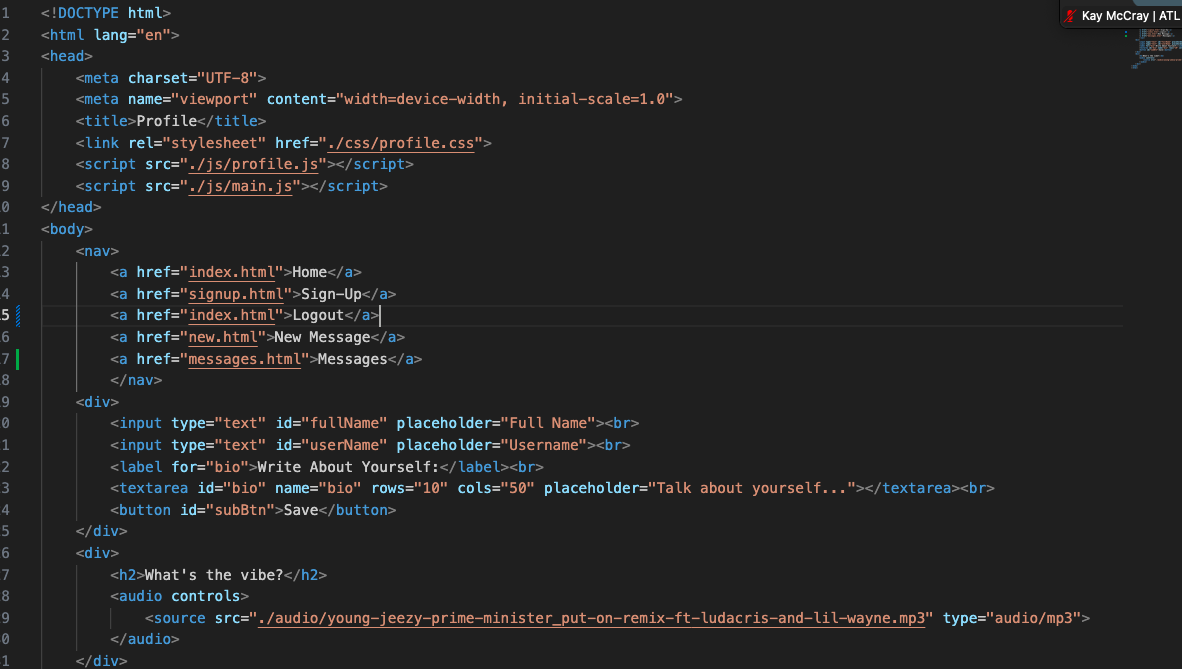 1 <!DOCTYPE html>
Kay McCray | ATL
2 <html lang="en">
3 <head>
4     <meta charset="UTF-8">
5     <meta name="viewport" content="width=device-width, initial-scale=1.0">
6     <title>Profile</title>
7     <link rel="stylesheet" href="./css/profile.css">
8     <script src="./js/profile.js"></script>
9     <script src="./js/main.js"></script>
0 </head>
1 <body>
2     <nav>
3         <a href="index.html">Home</a>
4         <a href="signup.html">Sign-Up</a>
5         <a href="index.html">Logout</a>
6         <a href="new.html">New Message</a>
7         <a href="messages.html">Messages</a>
8         </nav>
9     <div>
0         <input type="text" id="fullName" placeholder="Full Name"><br>
1         <input type="text" id="userName" placeholder="Username"><br>
2         <label for="bio">Write About Yourself:</label><br>
3         <textarea id="bio" name="bio" rows="10" cols="50" placeholder="Talk about yourself..."></textarea><br>
4         <button id="subBtn">Save</button>
5     </div>
6     <div>
7         <h2>What's the vibe?</h2>
8         <audio controls>
9             <source src="./audio/young-jeezy-prime-minister_put-on-remix-ft-ludacris-and-lil-wayne.mp3" type="audio/mp3">
0         </audio>
1     </div>